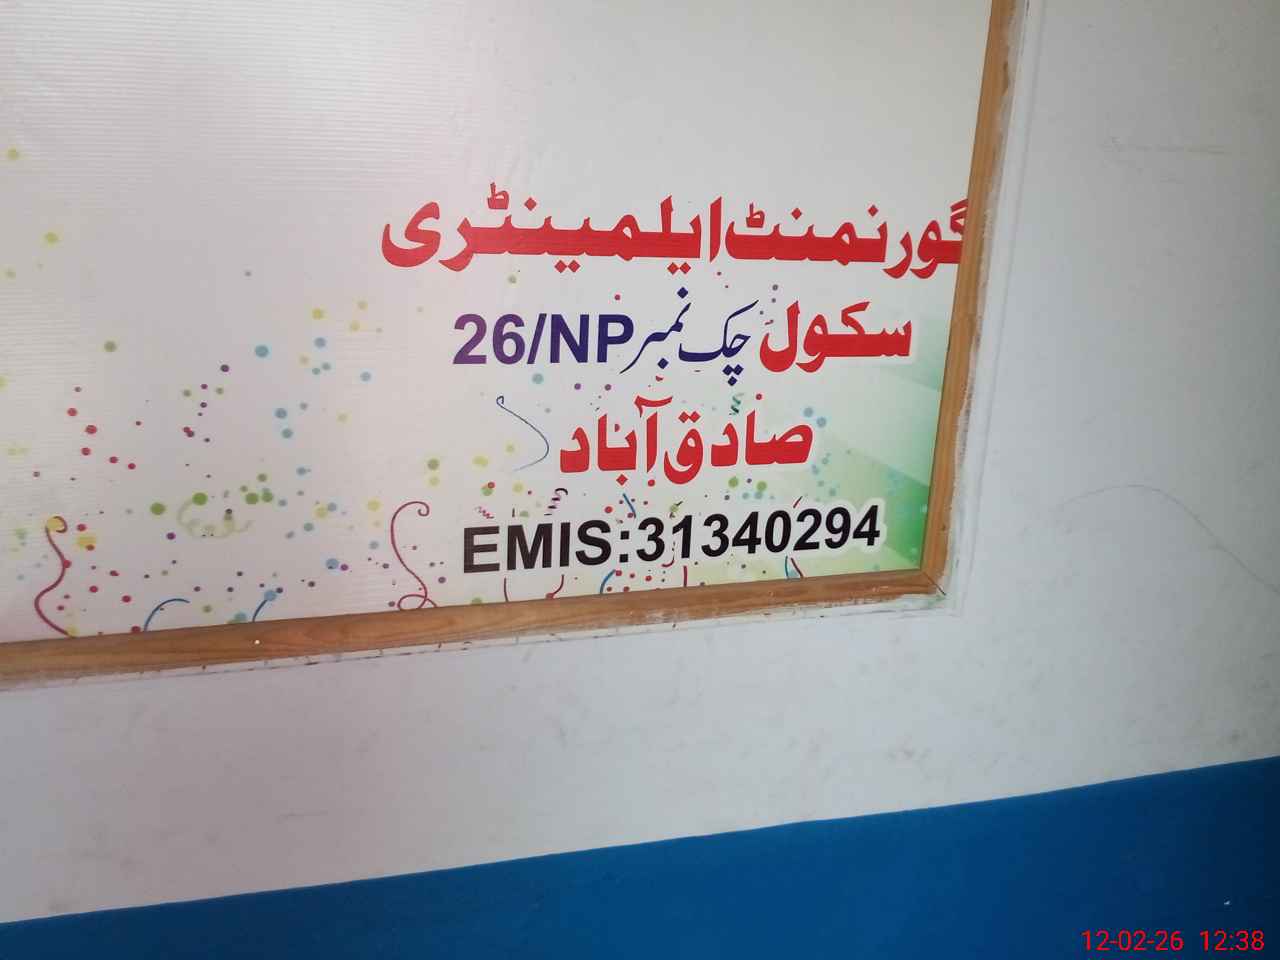 گورنمنٹ ایلمینٹری
سکول چک نمبر 26/NP
صادق آباد
EMIS:31340294
12-02-26 12:38